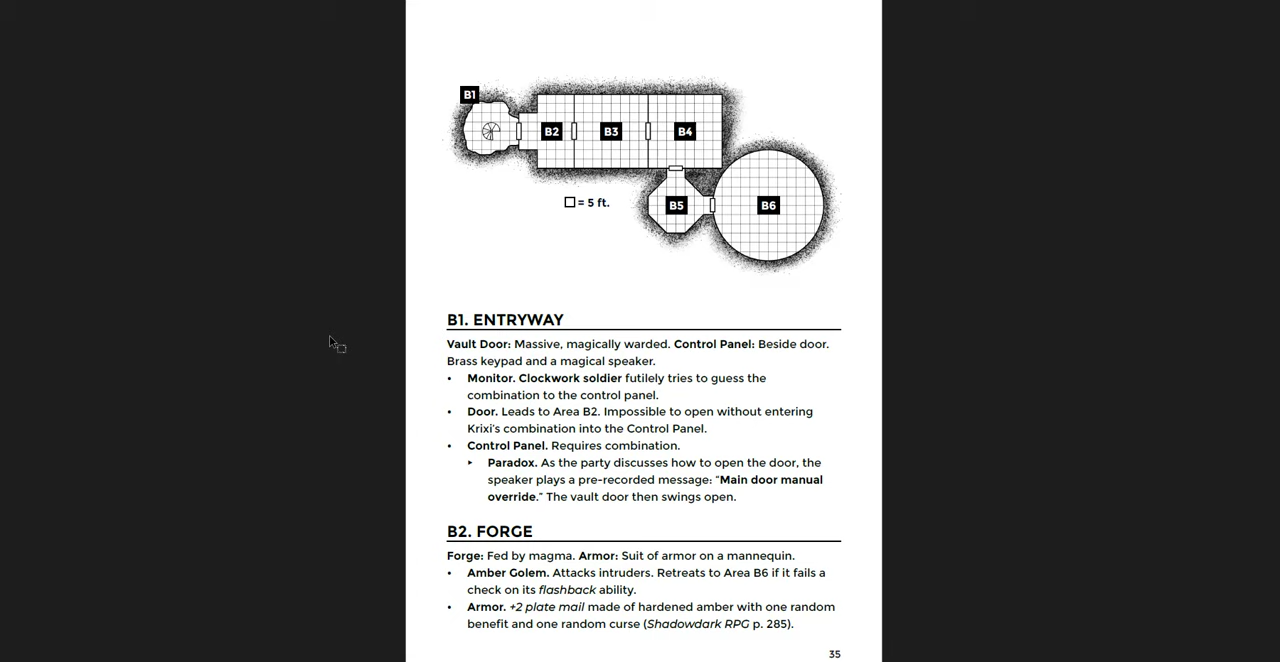 B1
B2
B3
B4
= 5 ft.
B5
B6
B1. ENTRYWAY
Vault Door: Massive, magically warded. Control Panel: Beside door.
Brass keypad and a magical speaker.
• Monitor. Clockwork soldier futilely tries to guess the
combination to the control panel.
• Door. Leads to Area B2. Impossible to open without entering
Krixi's combination into the Control Panel.
• Control Panel. Requires combination.
‣ Paradox. As the party discusses how to open the door, the
speaker plays a pre-recorded message: “Main door manual
override.” The vault door then swings open.
B2. FORGE
Forge: Fed by magma. Armor: Suit of armor on a mannequin.
• Amber Golem. Attacks intruders. Retreats to Area B6 if it fails a
check on its flashback ability.
• Armor. +2 plate mail made of hardened amber with one random
benefit and one random curse (Shadowdark RPG p. 285).
35